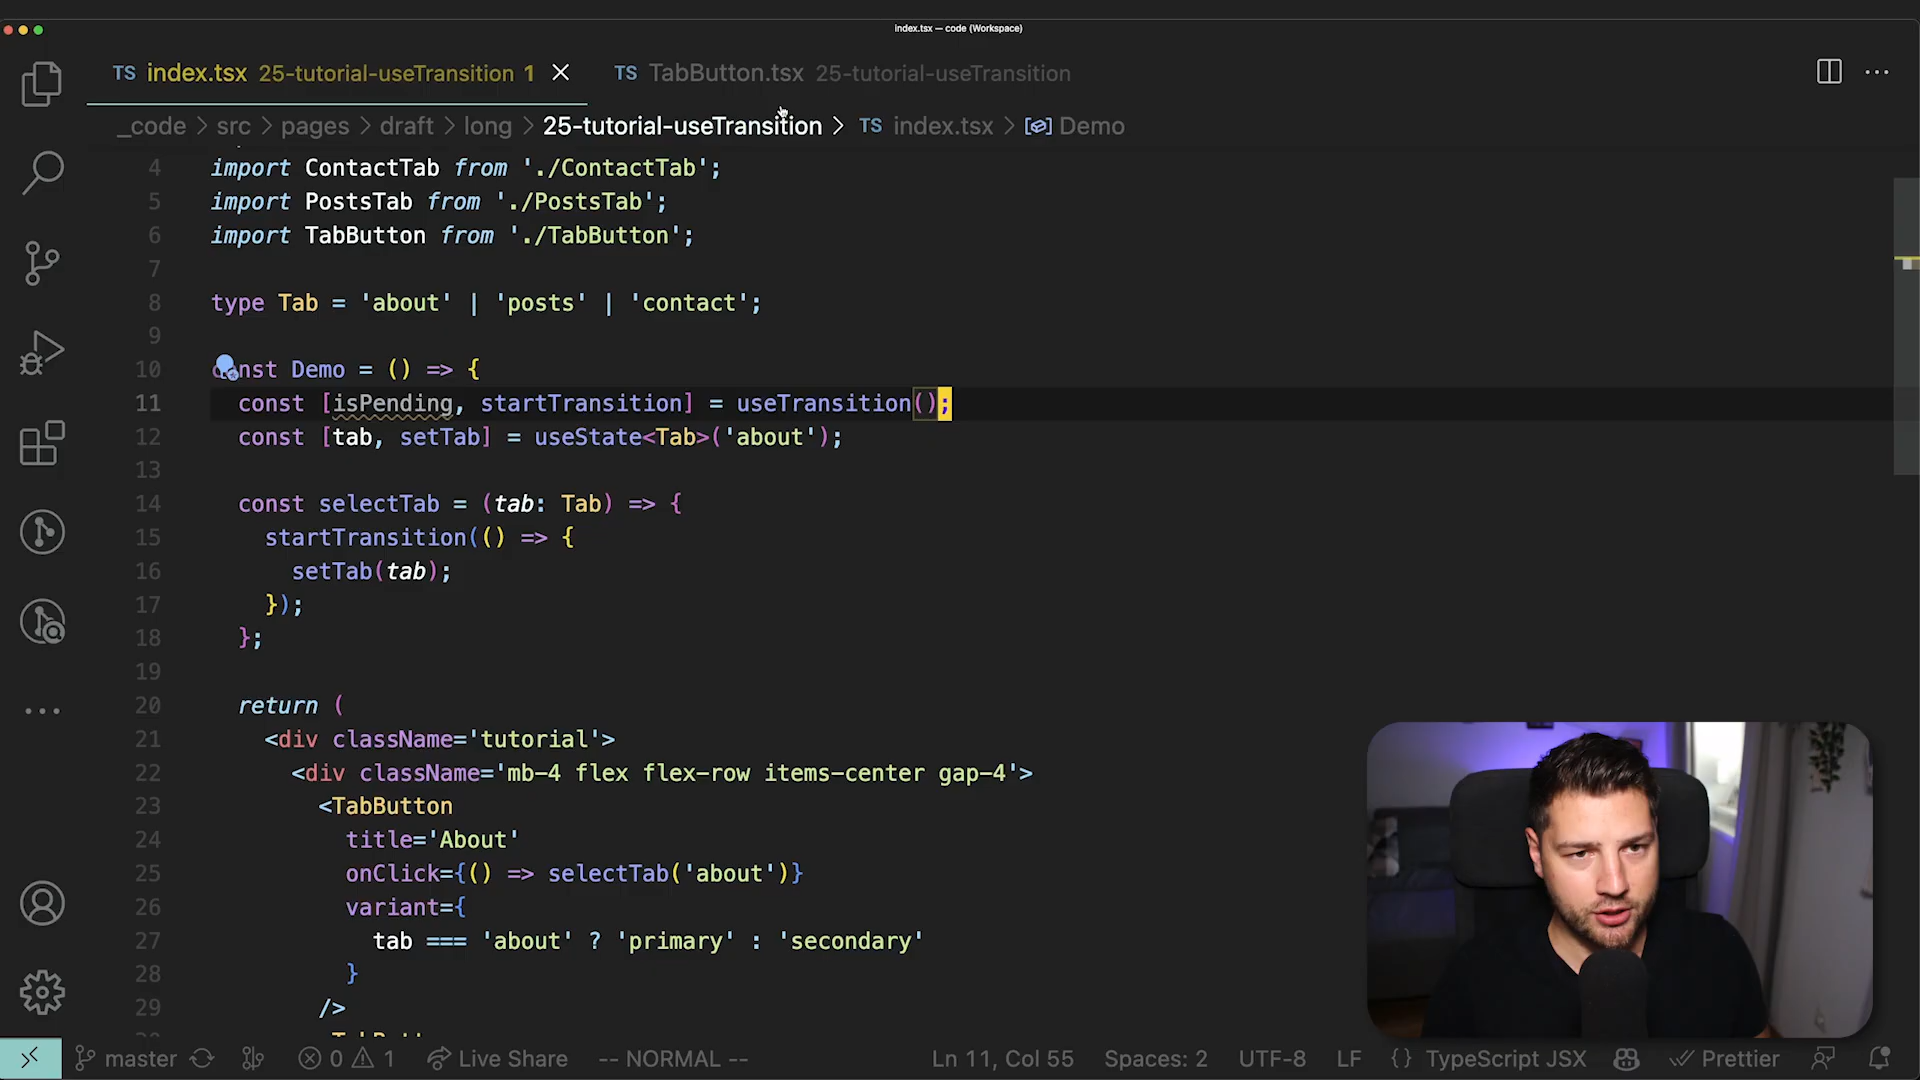 index.tsx — code (Workspace)
TS index.tsx 25-tutorial-useTransition 1
TS TabButton.tsx 25-tutorial-useTransition
_code > src > pages > draft > long > 25-tutorial-useTransition > TS index.tsx > Demo
4 import ContactTab from './ContactTab';
5 import PostsTab from './PostsTab';
6 import TabButton from './TabButton';
7
8 type Tab = 'about' | 'posts' | 'contact';
9
10 const Demo = () => {
11 const [isPending, startTransition] = useTransition();
12 const [tab, setTab] = useState<Tab>('about');
13
14 const selectTab = (tab: Tab) => {
15 startTransition(() => {
16 setTab(tab);
17 });
18 };
19
20 return (
21 <div className='tutorial'>
22 <div className='mb-4 flex flex-row items-center gap-4'>
23 <TabButton
24 title='About'
25 onClick={() => selectTab('about')}
26 variant={
27 tab === 'about' ? 'primary' : 'secondary'
28 }
29 />
master 0 1 Live Share -- NORMAL -- Ln 11, Col 55 Spaces: 2 UTF-8 LF {} TypeScript JSX Prettier